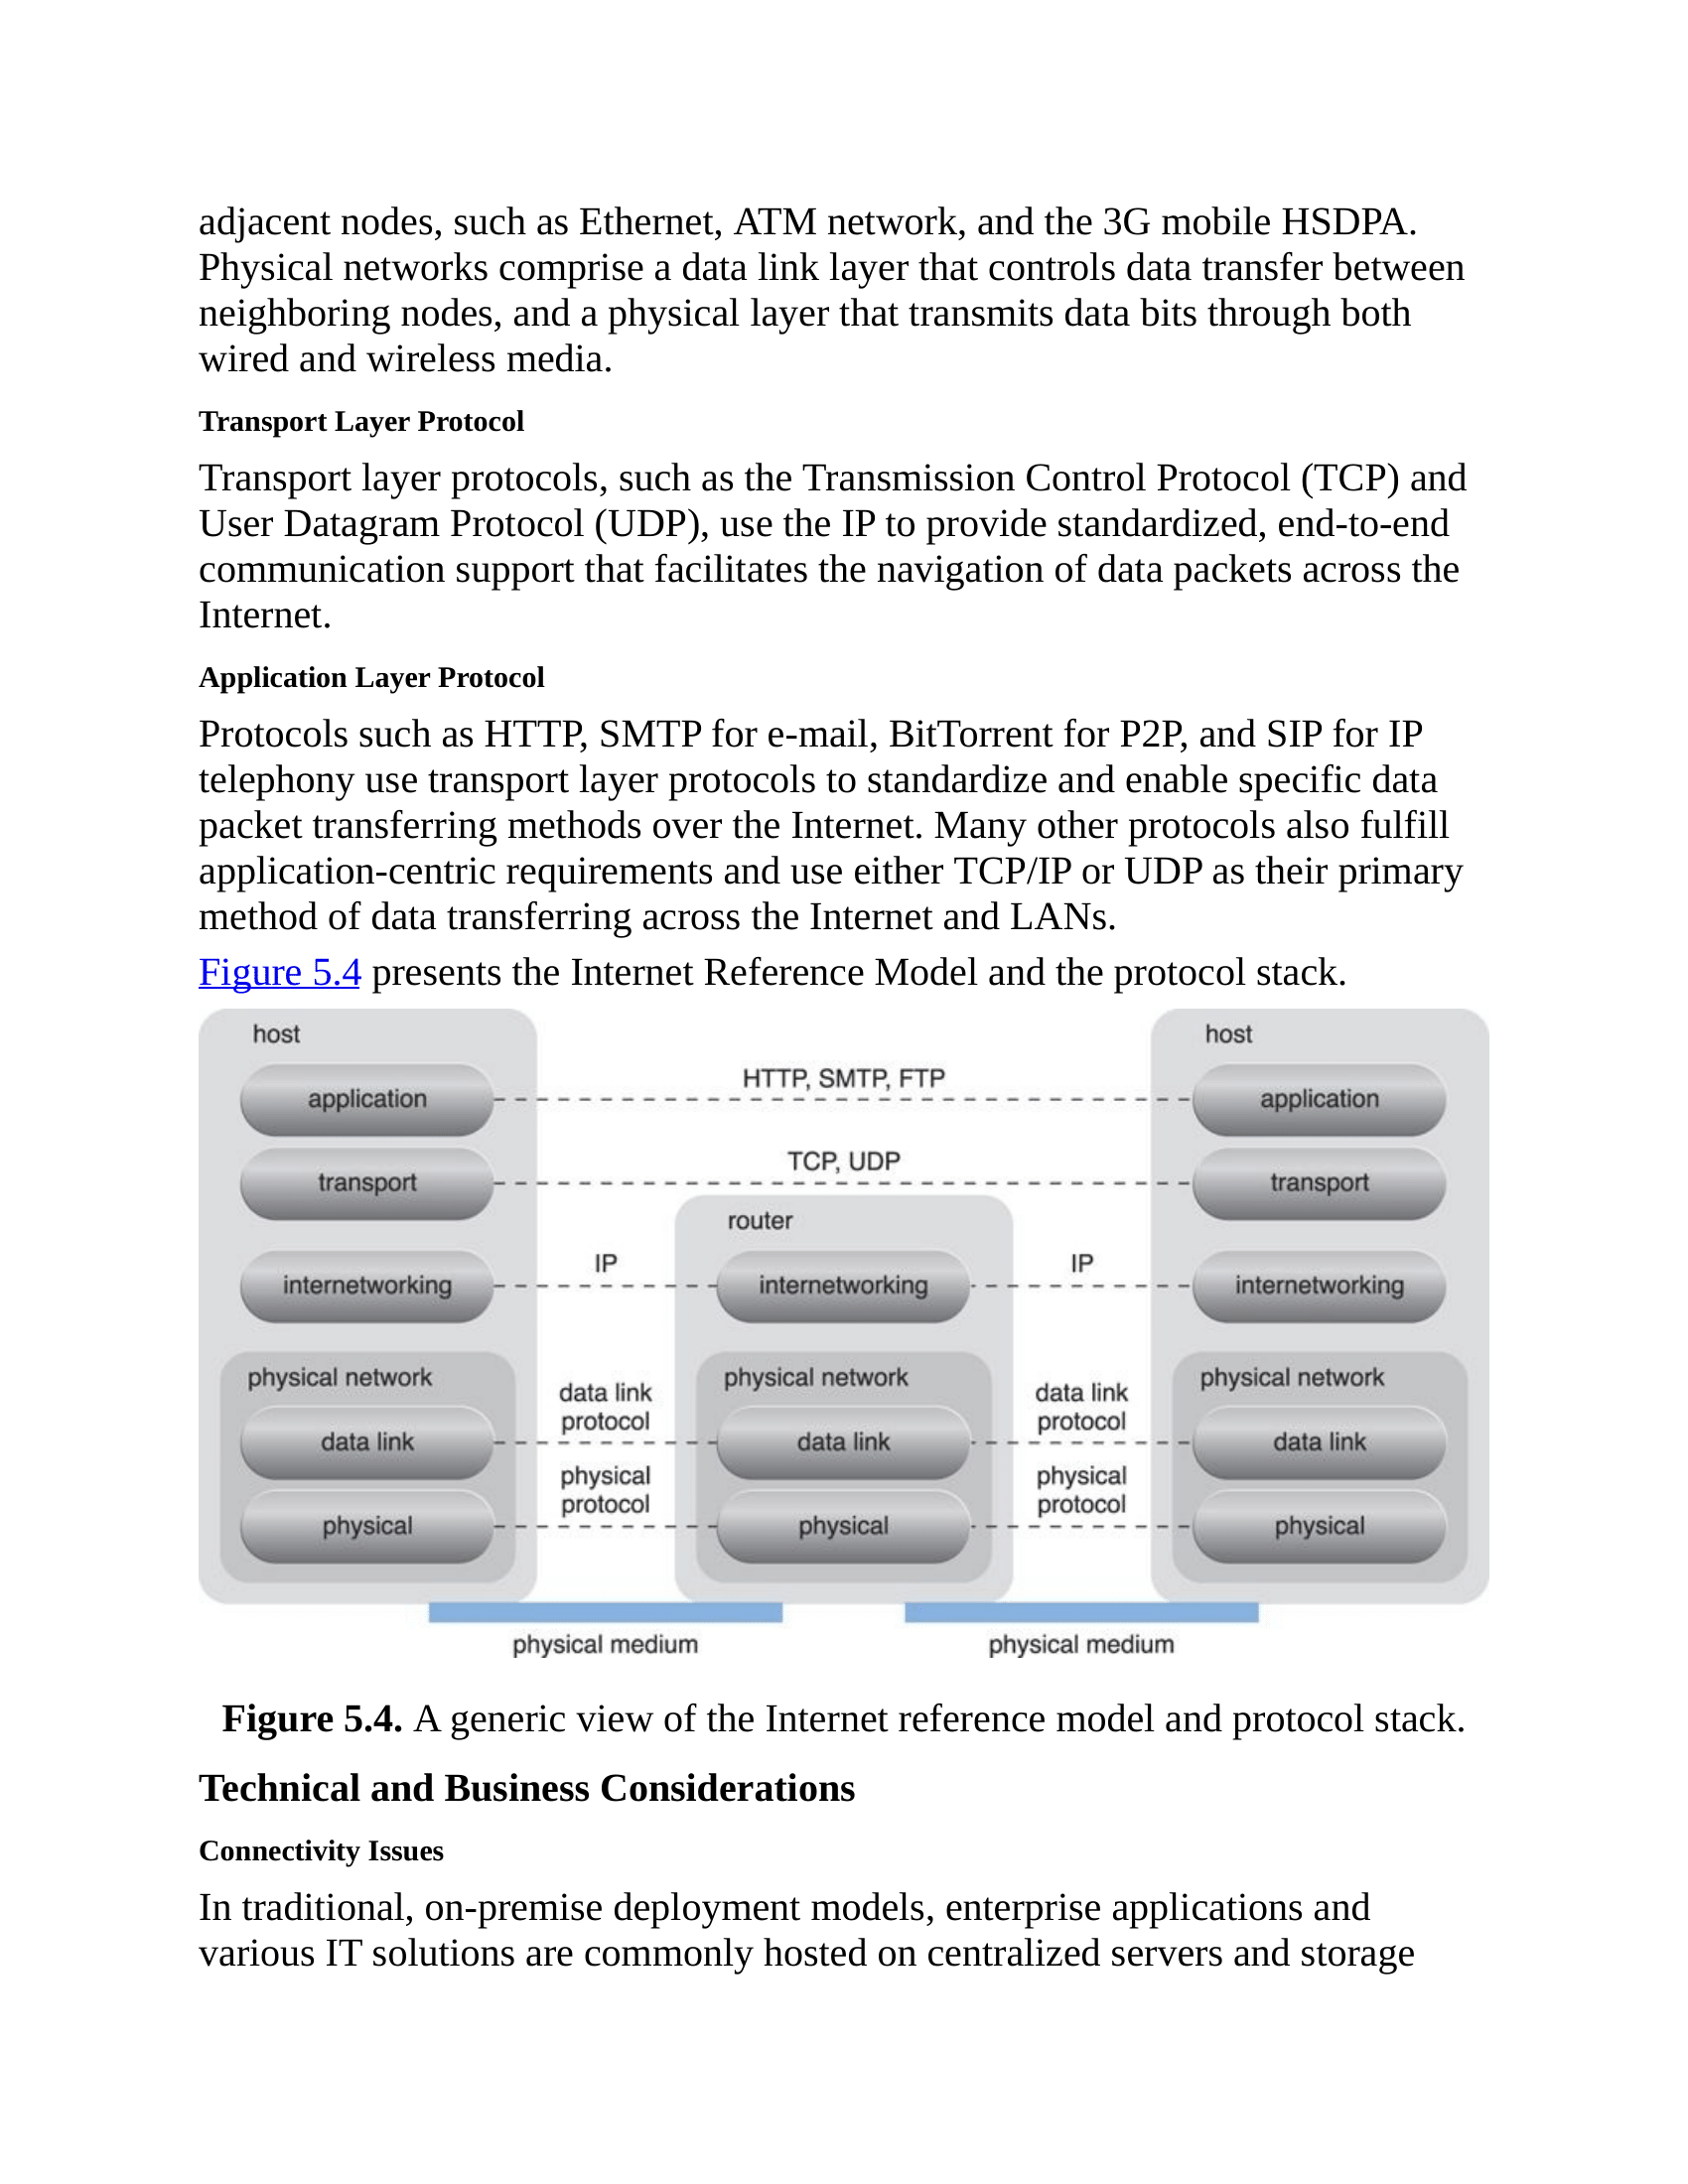 adjacent nodes, such as Ethernet, ATM network, and the 3G mobile HSDPA.
Physical networks comprise a data link layer that controls data transfer between
neighboring nodes, and a physical layer that transmits data bits through both
wired and wireless media.
Transport Layer Protocol
Transport layer protocols, such as the Transmission Control Protocol (TCP) and
User Datagram Protocol (UDP), use the IP to provide standardized, end-to-end
communication support that facilitates the navigation of data packets across the
Internet.
Application Layer Protocol
Protocols such as HTTP, SMTP for e-mail, BitTorrent for P2P, and SIP for IP
telephony use transport layer protocols to standardize and enable specific data
packet transferring methods over the Internet. Many other protocols also fulfill
application-centric requirements and use either TCP/IP or UDP as their primary
method of data transferring across the Internet and LANs.
Figure 5.4 presents the Internet Reference Model and the protocol stack.
host
host
HTTP, SMTP, FTP
application
application
TCP, UDP
transport
transport
router
IP
IP
internetworking
internetworking
internetworking
physical network
physical network
physical network
data link
protocol
data link
protocol
data link
data link
data link
physical
protocol
physical
protocol
physical
physical
physical
physical medium
physical medium
Figure 5.4. A generic view of the Internet reference model and protocol stack.
Technical and Business Considerations
Connectivity Issues
In traditional, on-premise deployment models, enterprise applications and
various IT solutions are commonly hosted on centralized servers and storage